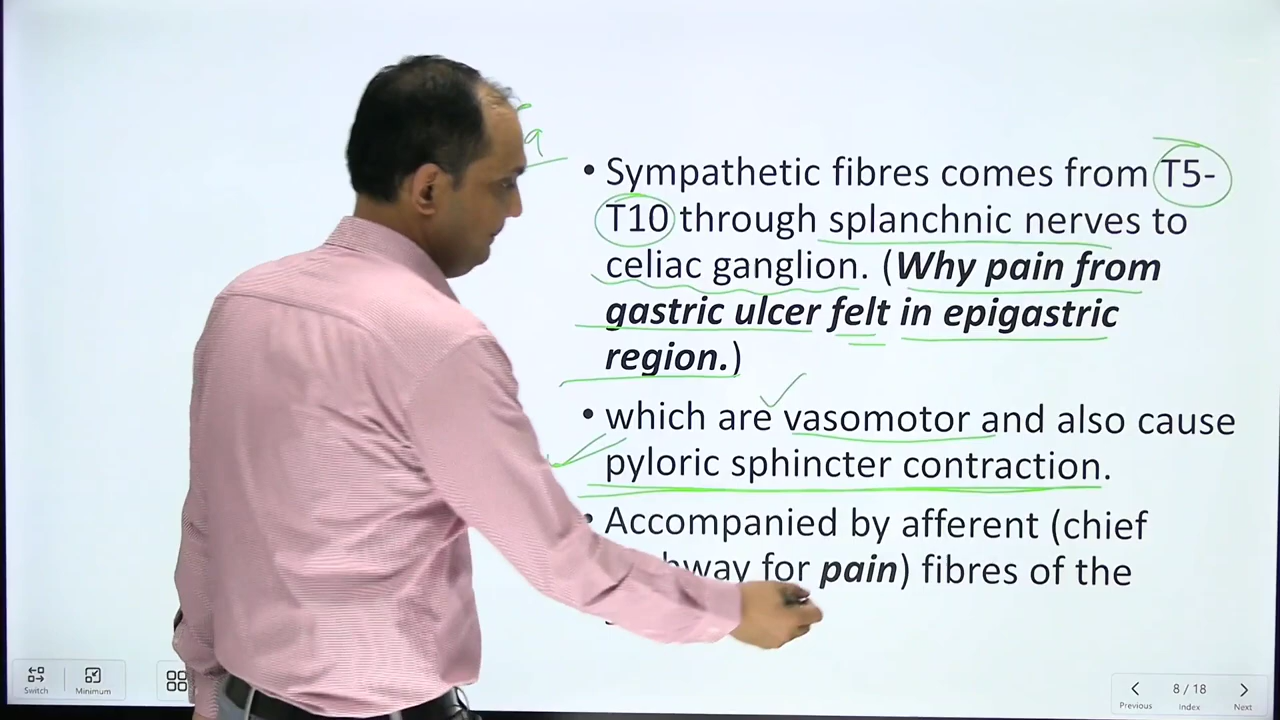 a
• Sympathetic fibres comes from T5-
T10 through splanchnic nerves to
celiac ganglion. (Why pain from
gastric ulcer felt in epigastric
region.)
• which are vasomotor and also cause
pyloric sphincter contraction.
• Accompanied by afferent (chief
for pain) fibres of the
Switch
Minimum
Previous
8 / 18
Index
Next